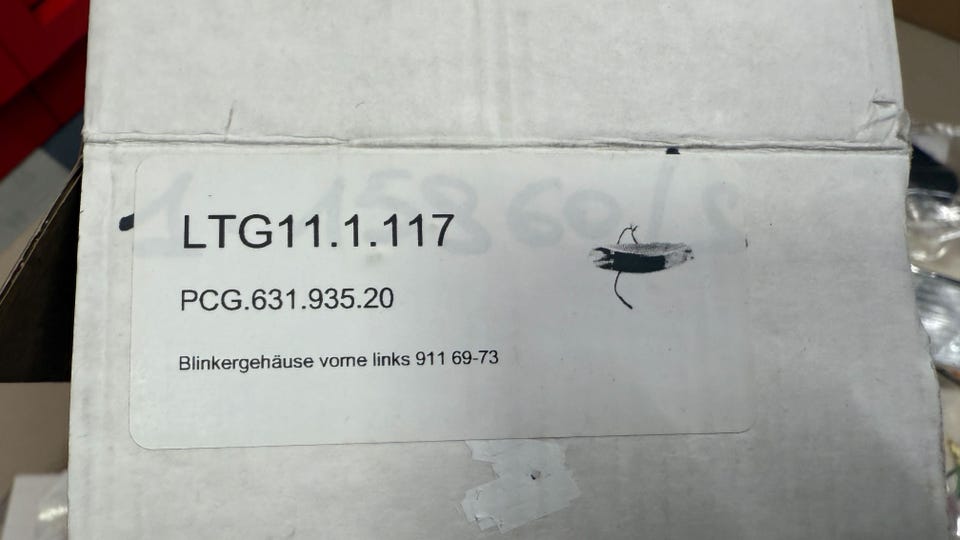 LTG11.1.117
PCG.631.935.20
Blinkergehäuse vorne links 911 69-73